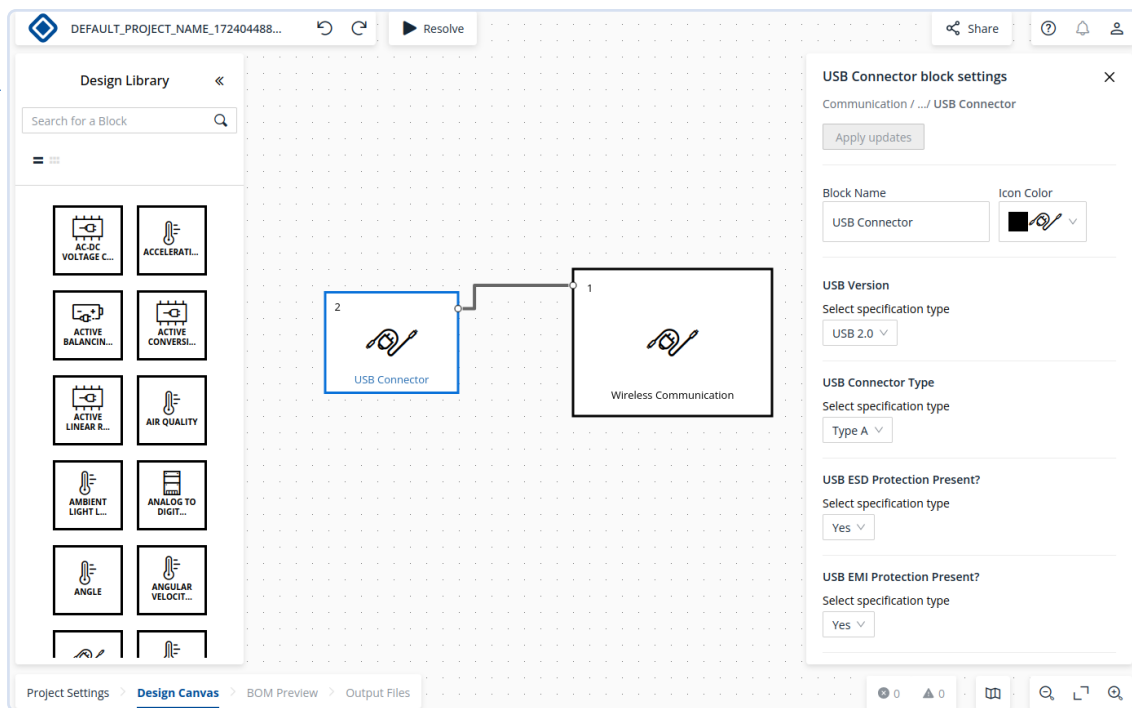 DEFAULT_PROJECT_NAME_172404488...
Resolve
Share
Design Library
Search for a Block
AC-DC
VOLTAGE C...
ACCELERATI...
ACTIVE
BALANCIN...
ACTIVE
CONVERSI...
ACTIVE
LINEAR R...
AIR QUALITY
AMBIENT
LIGHT L...
ANALOG TO
DIGIT...
ANGLE
ANGULAR
VELOCIT...
2
USB Connector
1
Wireless Communication
USB Connector block settings
Communication / .../ USB Connector
Apply updates
Block Name
Icon Color
USB Connector
USB Version
Select specification type
USB 2.0
USB Connector Type
Select specification type
Type A
USB ESD Protection Present?
Select specification type
Yes
USB EMI Protection Present?
Select specification type
Yes
Project Settings
Design Canvas
BOM Preview
Output Files
0
0